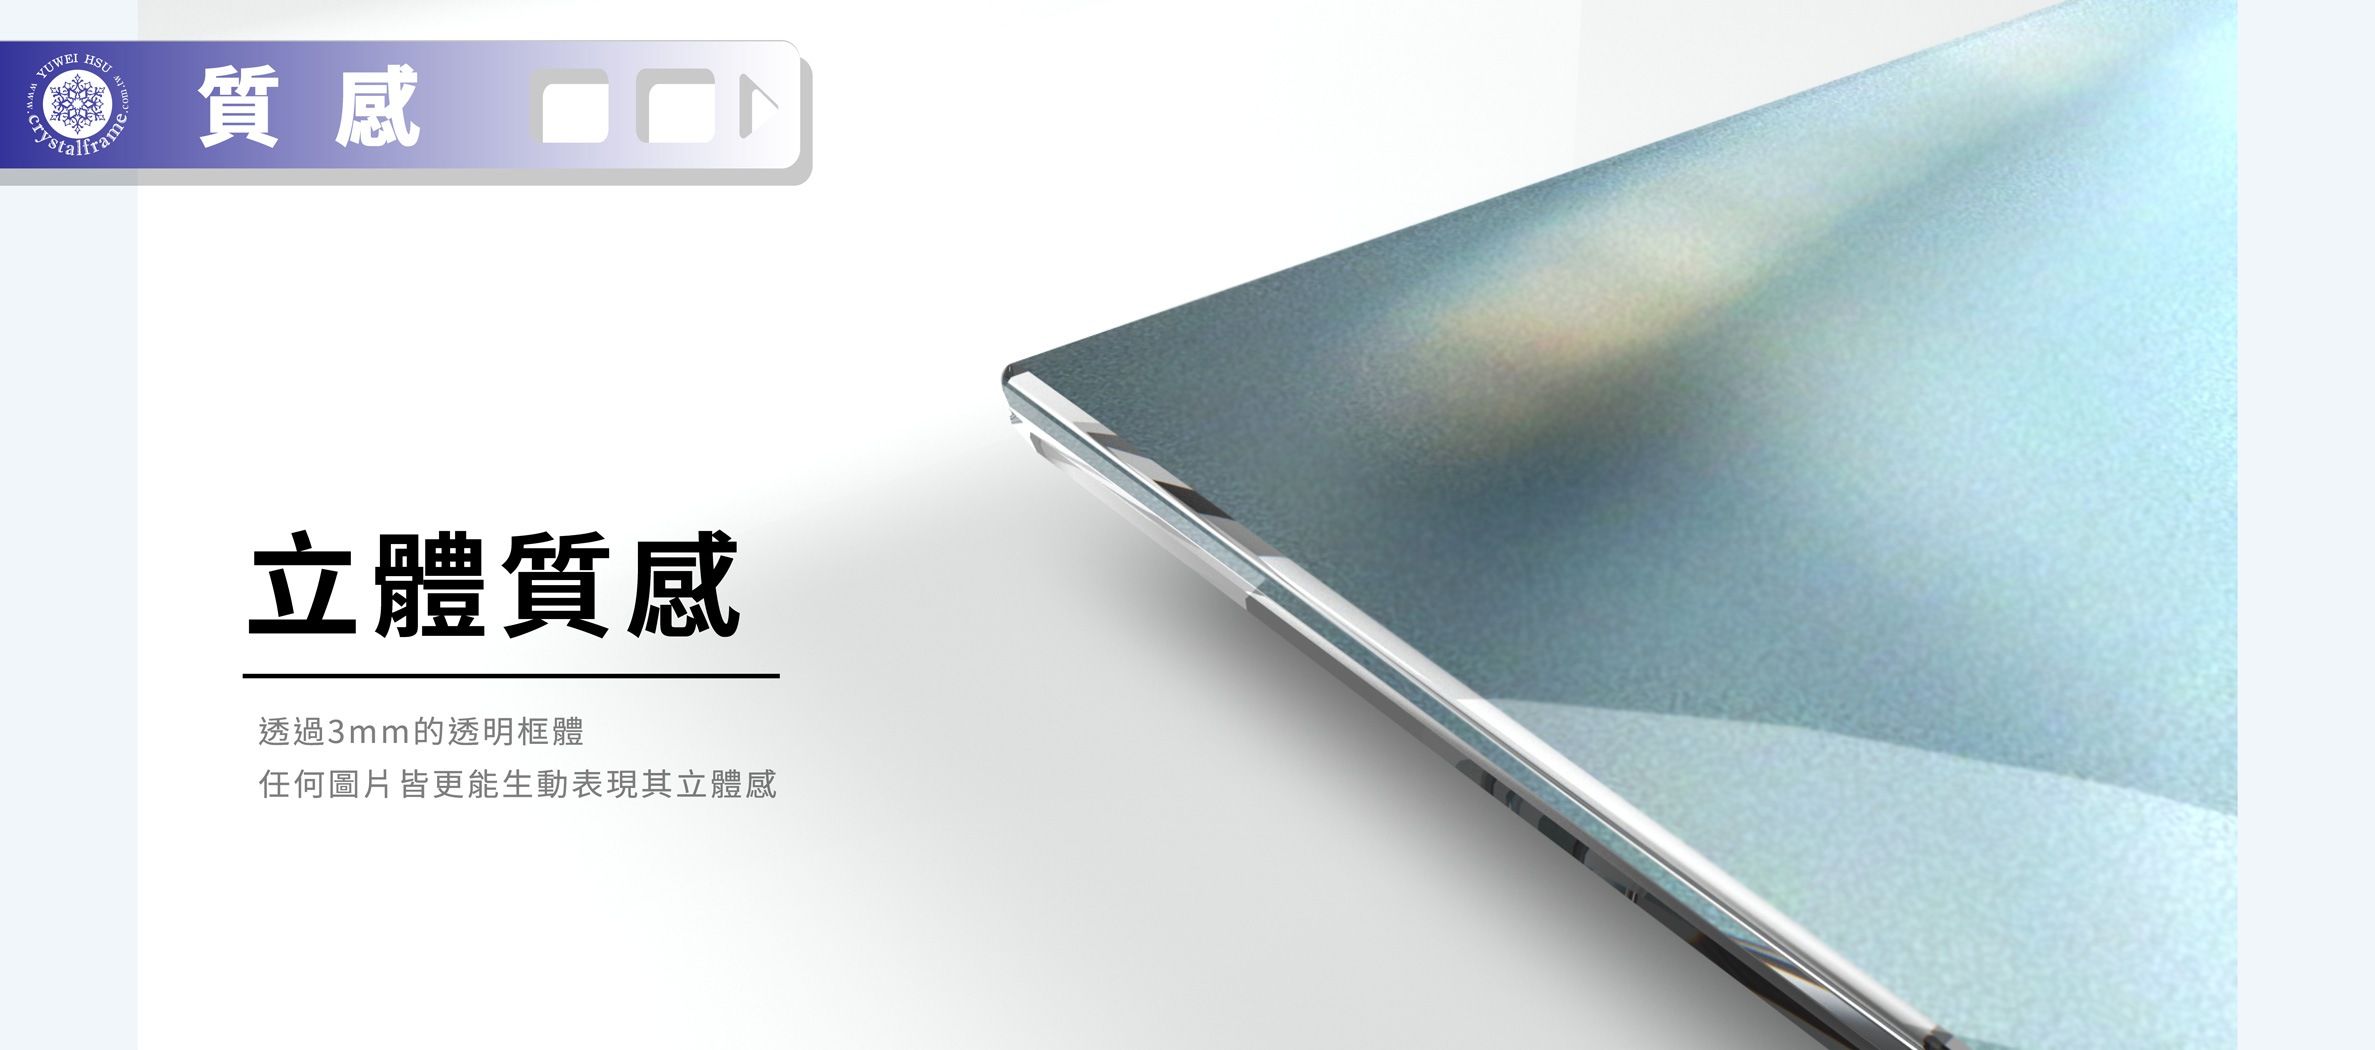 YUWEI HSU
www.crystalframe.com.tw
質感
立體質感
透過3mm的透明框體
任何圖片皆更能生動表現其立體感